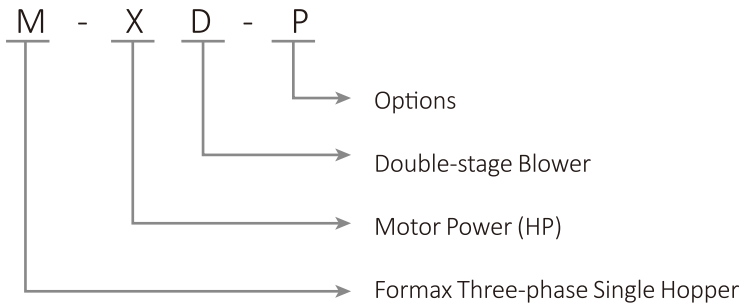 M - X D - P
Options
Double-stage Blower
Motor Power (HP)
Formax Three-phase Single Hopper